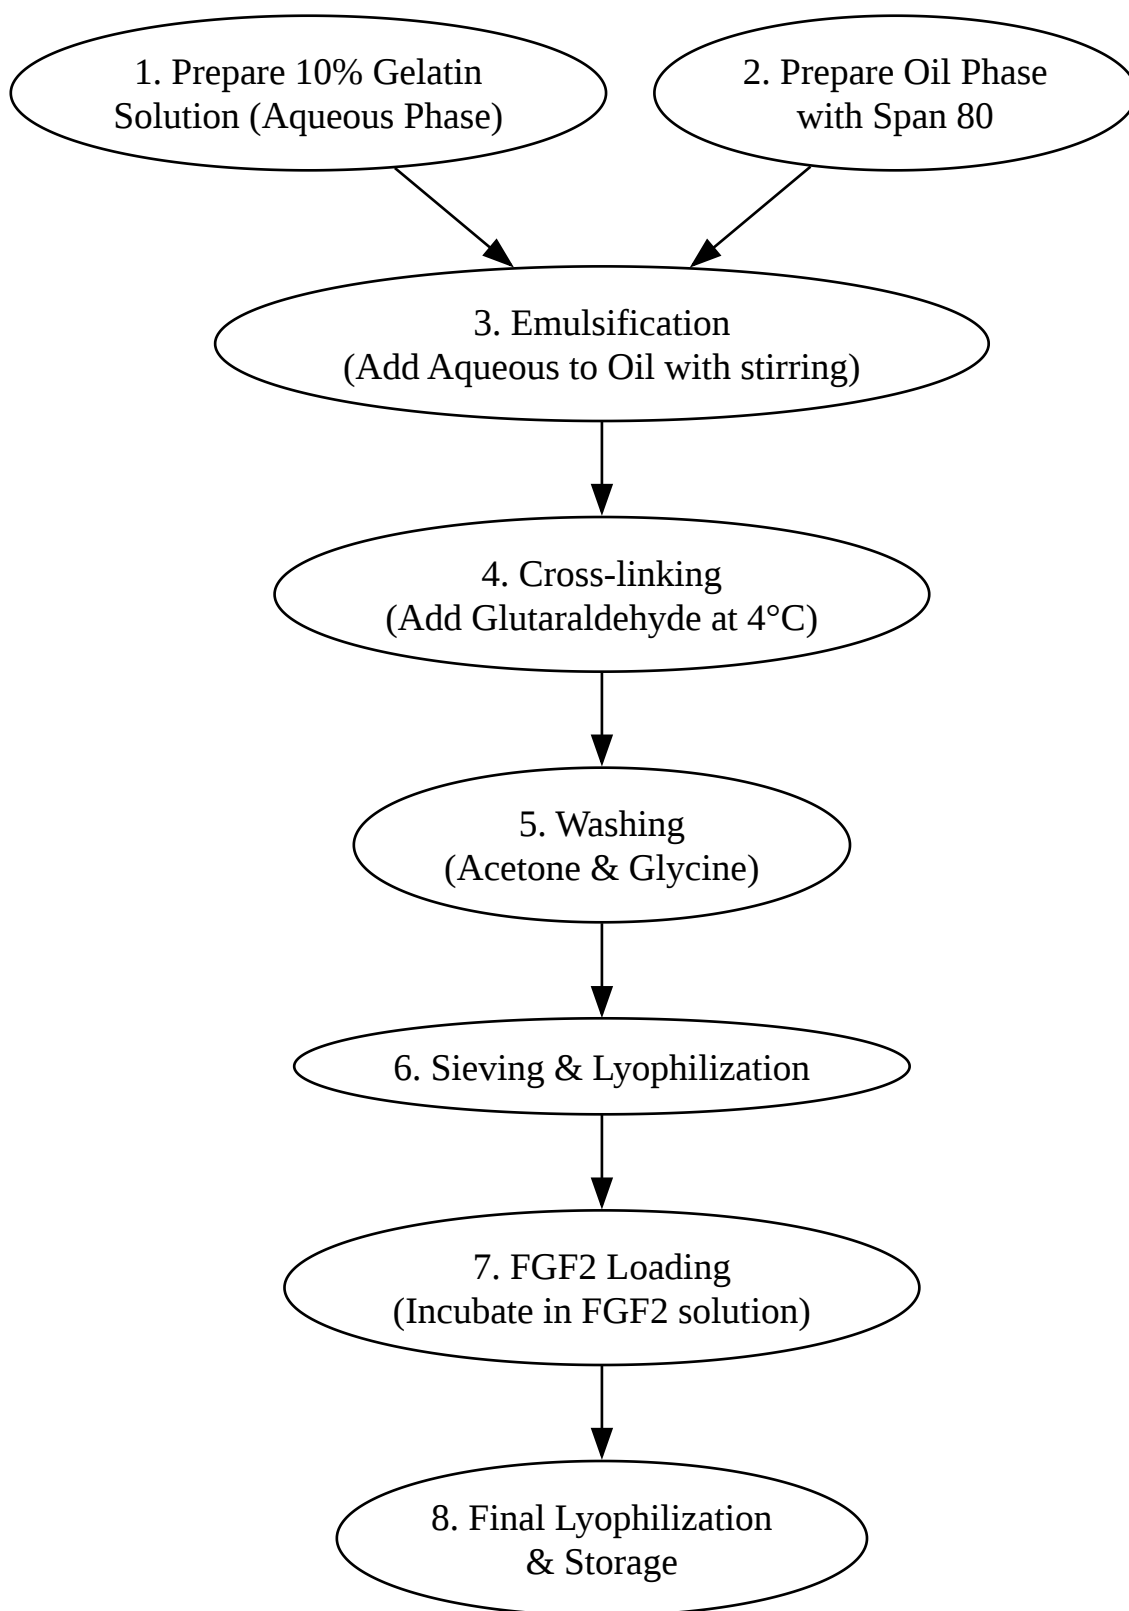 1. Prepare 10% Gelatin
Solution (Aqueous Phase)
2. Prepare Oil Phase
with Span 80
3. Emulsification
(Add Aqueous to Oil with stirring)
4. Cross-linking
(Add Glutaraldehyde at 4°C)
5. Washing
(Acetone & Glycine)
6. Sieving & Lyophilization
7. FGF2 Loading
(Incubate in FGF2 solution)
8. Final Lyophilization
& Storage